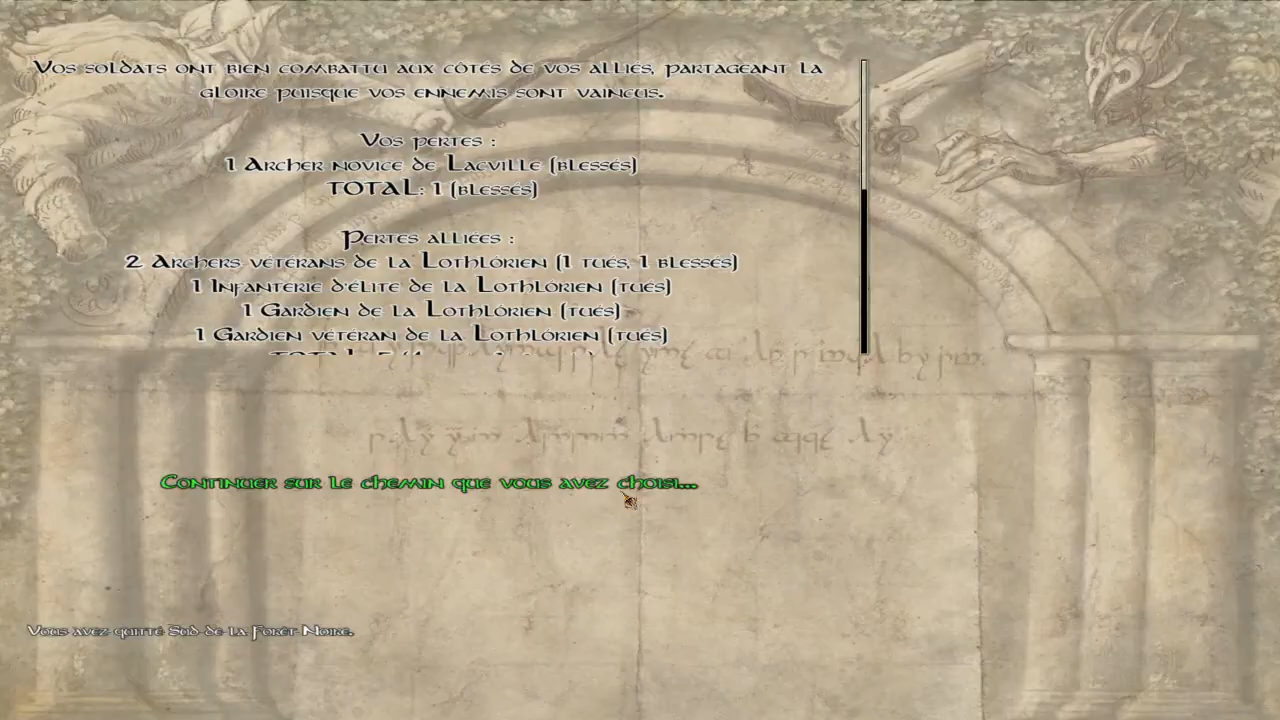 Vos soldats ont bien combattu aux côtés de vos alliés, partageant la
gloire puisque vos ennemis sont vaincus.
Vos pertes :
1 Archer novice de Lacville (blessés)
TOTAL: 1 (blessés)
Pertes alliées :
2 Archers vétérans de la Lothlórien (1 tués, 1 blessés)
1 Infanterie d'élite de la Lothlórien (tués)
1 Gardien de la Lothlórien (tués)
1 Gardien vétéran de la Lothlórien (tués)
Continuer sur le chemin que vous avez choisi...
Vous avez quitté Sud de la Forêt Noire.